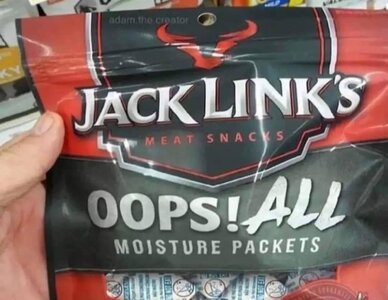 adam.the.creator
JACK LINK'S
MEAT SNACKS
OOPS! ALL
MOISTURE PACKETS